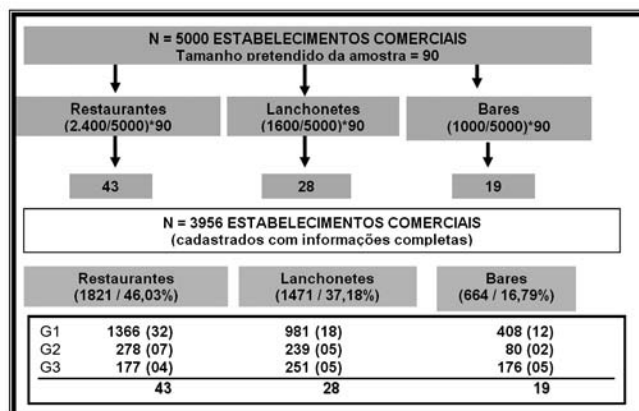 N = 5000 ESTABELECIMENTOS COMERCIAIS
Tamanho pretendido da amostra = 90
Restaurantes Lanchonetes Bares
(2.400/5000)*90 (1600/5000)*90 (1000/5000)*90
43 28 19
N = 3956 ESTABELECIMENTOS COMERCIAIS
(cadastrados com informações completas)
Restaurantes Lanchonetes Bares
(1821 / 46,03%) (1471 / 37,18%) (664 / 16,79%)
G1 1366 (32) 981 (18) 408 (12)
G2 278 (07) 239 (05) 80 (02)
G3 177 (04) 251 (05) 176 (05)
43 28 19